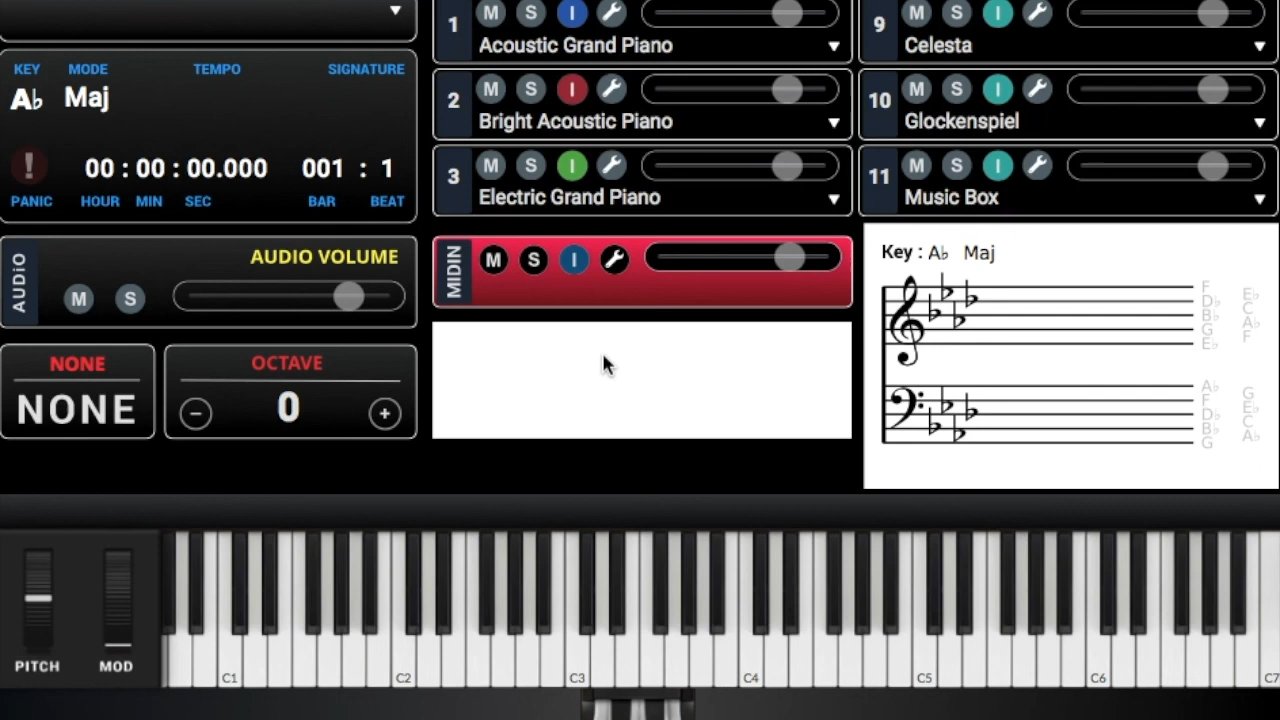 KEY MODE TEMPO SIGNATURE
A♭ Maj
! 00 : 00 : 00.000 001 : 1
PANIC HOUR MIN SEC BAR BEAT
AUDiO
AUDIO VOLUME
M S
NONE
NONE
OCTAVE
− 0 +
1 M S I
Acoustic Grand Piano
2 M S I
Bright Acoustic Piano
3 M S I
Electric Grand Piano
MIDIN M S I
9 M S I
Celesta
10 M S I
Glockenspiel
11 M S I
Music Box
Key : A♭ Maj
F
D♭
B♭
G
E♭
E♭
C
A♭
F
A♭
F
D♭
B♭
G
G
E♭
C
A♭
PITCH MOD
C1 C2 C3 C4 C5 C6 C7